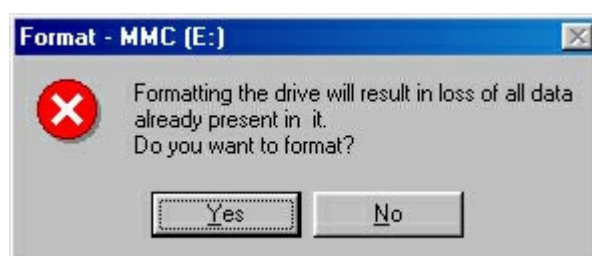 Format - MMC (E:)
Formatting the drive will result in loss of all data
already present in  it.
Do you want to format?
Yes No